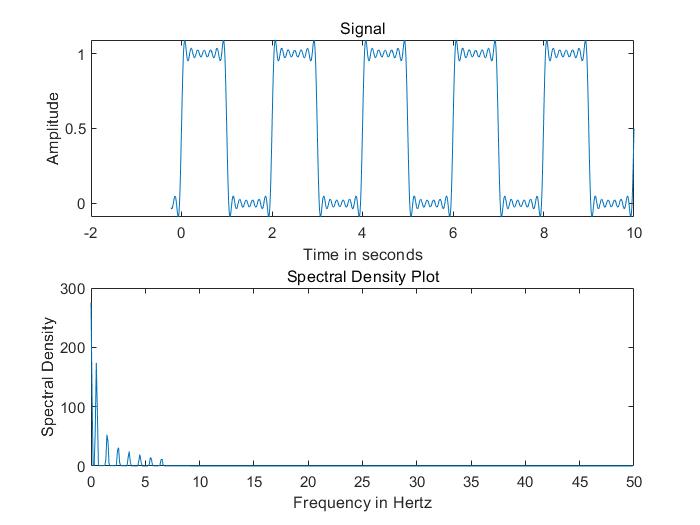 Signal
1
0.5
0
Amplitude
-2 0 2 4 6 8 10
Time in seconds
Spectral Density Plot
300
200
100
0
Spectral Density
0 5 10 15 20 25 30 35 40 45 50
Frequency in Hertz